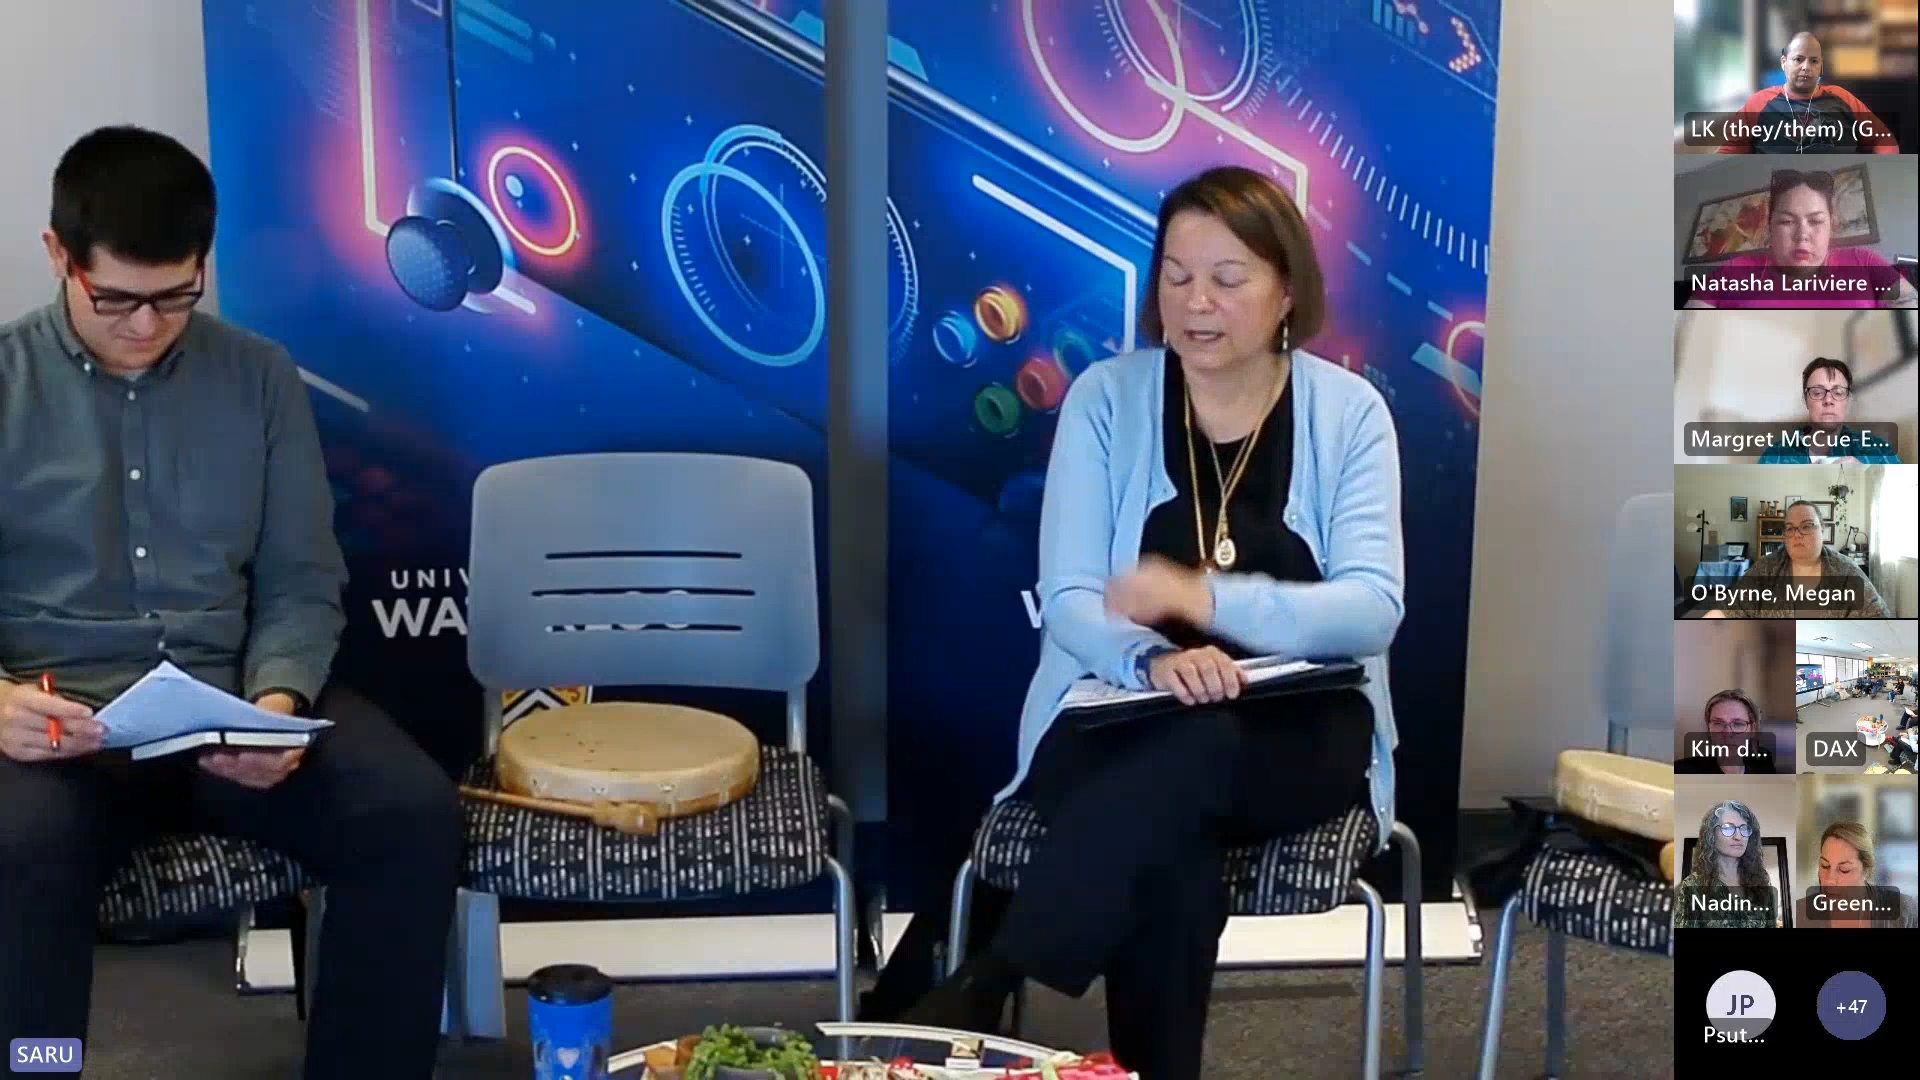 LK (they/them) (G...
Natasha Lariviere ...
Margret McCue-E...
O'Byrne, Megan
Kim d...
DAX
Nadin...
Green...
JP
+47
Psut...
UNIV
WA
W
SARU